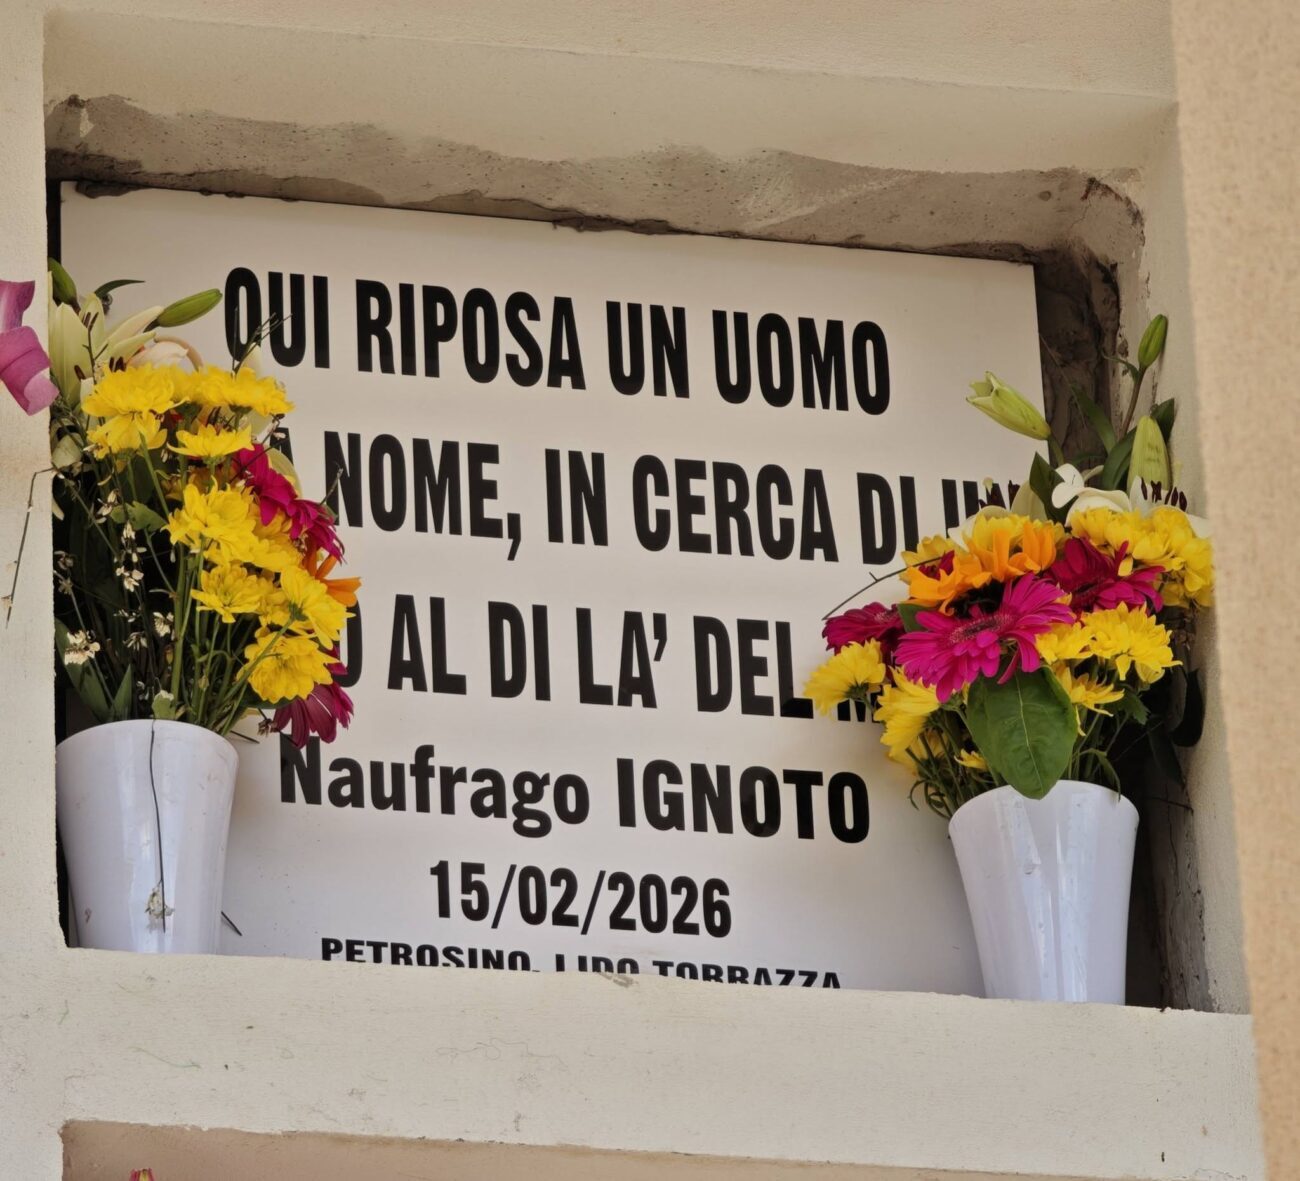 QUI RIPOSA UN UOMO
NOME, IN CERCA DI
AL DI LA' DEL
Naufrago IGNOTO
15/02/2026
PETROSINO, LIDO TORRAZZA